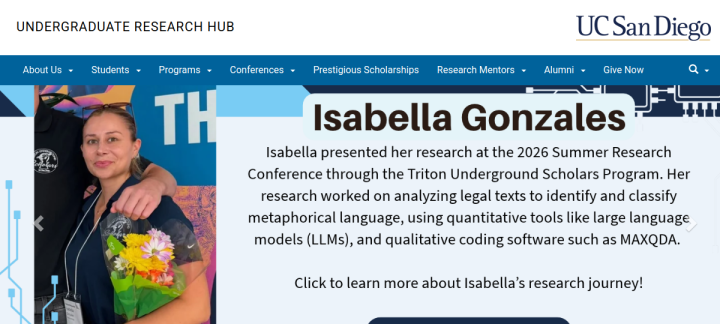 UNDERGRADUATE RESEARCH HUB
UC San Diego
About Us Students Programs Conferences Prestigious Scholarships Research Mentors Alumni Give Now
TH
Isabella Gonzales
Isabella presented her research at the 2026 Summer Research
Conference through the Triton Underground Scholars Program. Her
research worked on analyzing legal texts to identify and classify
metaphorical language, using quantitative tools like large language
models (LLMs), and qualitative coding software such as MAXQDA.
Click to learn more about Isabella's research journey!